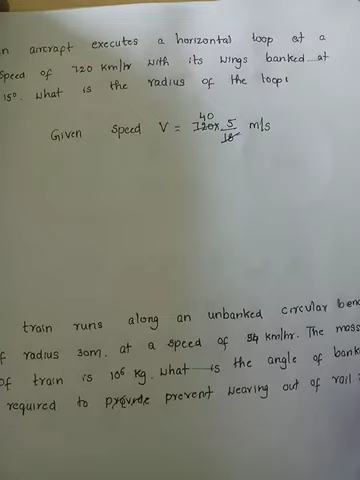 n aircraft executes a horizontal loop at a
speed of 720 km/hr with its wings banked at
15°. what is the radius of the loop?
Given speed V = 720 x 5/18 m/s
40
train runs along an unbanked circular bend
f radius 30m. at a speed of 54 km/hr. The mass
of train is 10⁶ kg. what is the angle of bank
required to prevent wearing out of rail